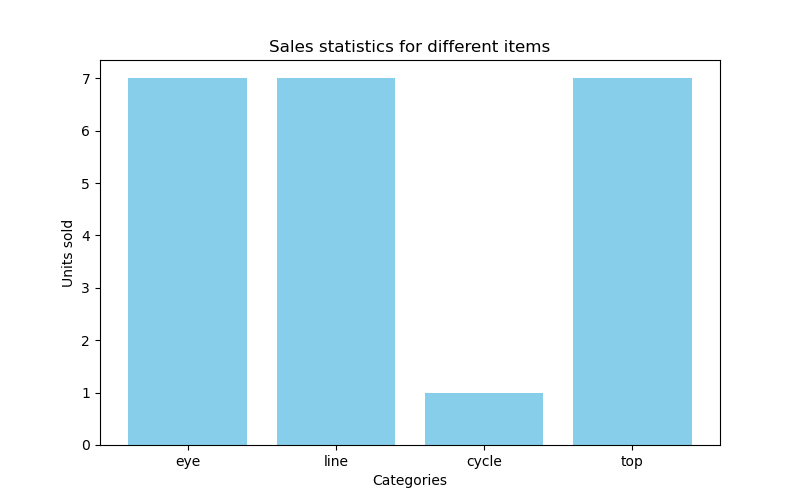 Sales statistics for different items
7
6
5
4
3
2
1
0
Units sold
eye line cycle top
Categories